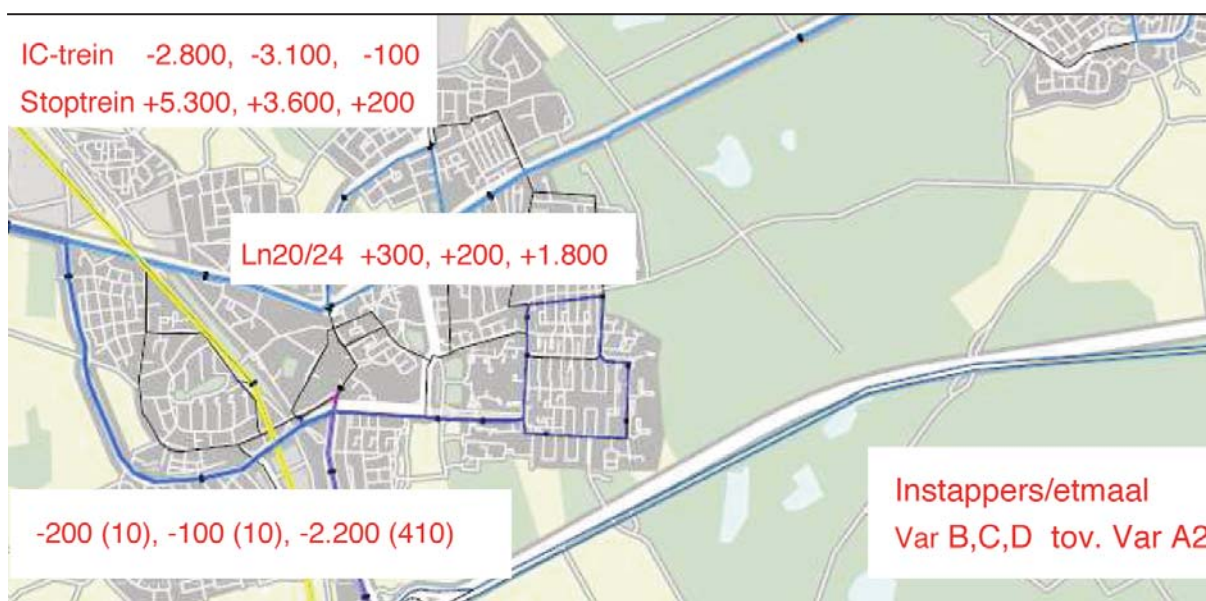 IC-trein -2.800, -3.100, -100
Stoptrein +5.300, +3.600, +200
Ln20/24 +300, +200, +1.800
-200 (10), -100 (10), -2.200 (410)
Instappers/etmaal
Var B,C,D tov. Var A2